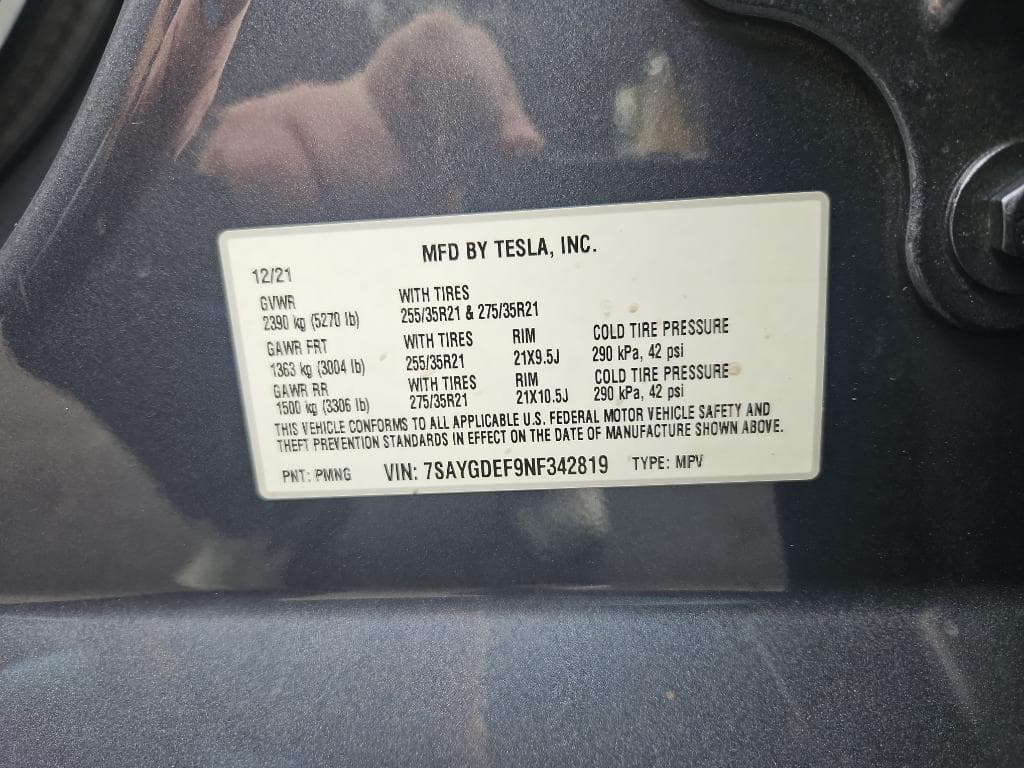 MFD BY TESLA, INC.
12/21
GVWR WITH TIRES
2390 kg (5270 lb) 255/35R21 & 275/35R21
GAWR FRT WITH TIRES RIM COLD TIRE PRESSURE
1363 kg (3004 lb) 255/35R21 21X9.5J 290 kPa, 42 psi
GAWR RR WITH TIRES RIM COLD TIRE PRESSURE
1500 kg (3306 lb) 275/35R21 21X10.5J 290 kPa, 42 psi
THIS VEHICLE CONFORMS TO ALL APPLICABLE U.S. FEDERAL MOTOR VEHICLE SAFETY AND
THEFT PREVENTION STANDARDS IN EFFECT ON THE DATE OF MANUFACTURE SHOWN ABOVE.
PNT: PMNG VIN: 7SAYGDEF9NF342819 TYPE: MPV